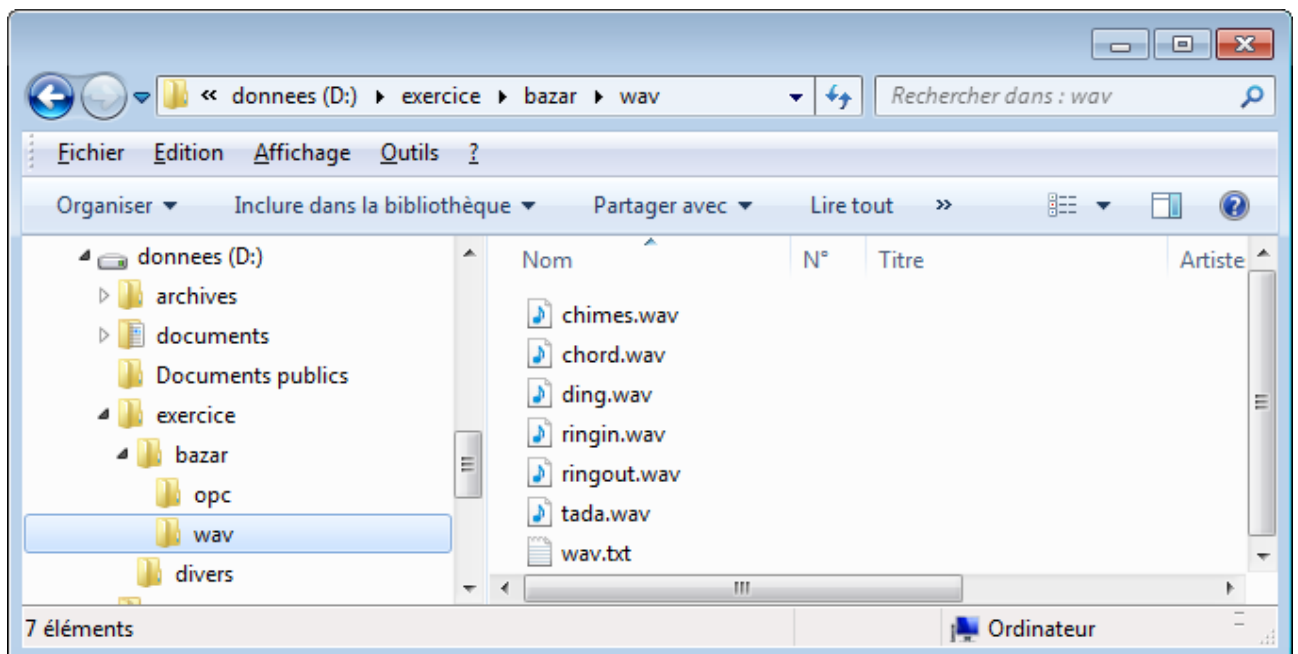 « donnees (D:) exercice bazar wav Rechercher dans : wav
Fichier Edition Affichage Outils ?
Organiser Inclure dans la bibliothèque Partager avec Lire tout »
donnees (D:)
archives
documents
Documents publics
exercice
bazar
opc
wav
divers
Nom N° Titre Artiste
chimes.wav
chord.wav
ding.wav
ringin.wav
ringout.wav
tada.wav
wav.txt
7 éléments Ordinateur